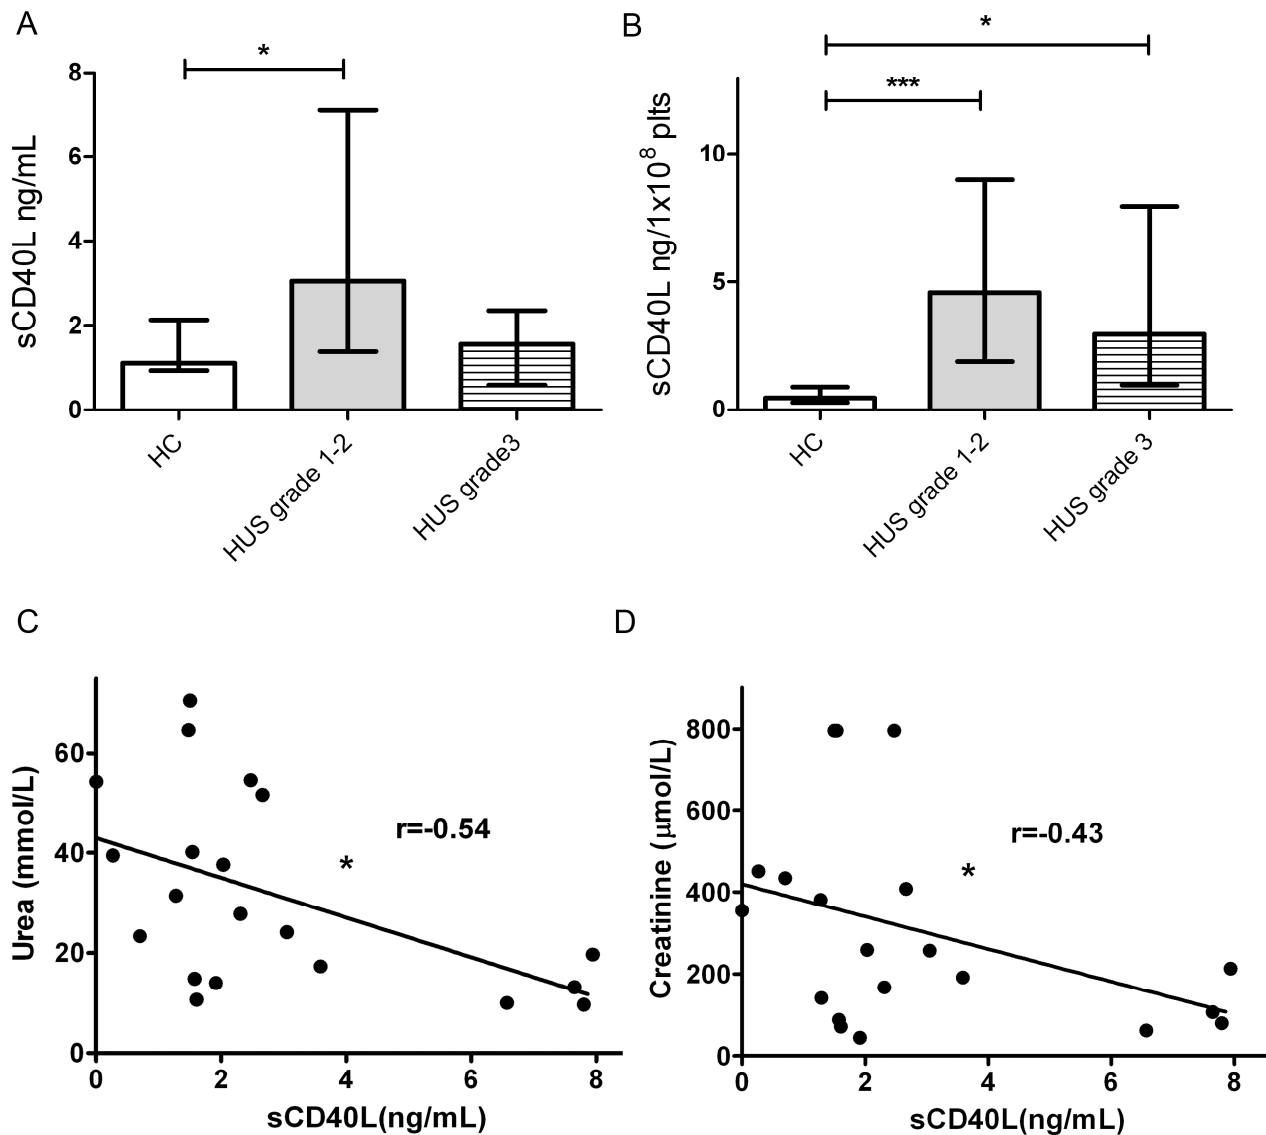 A
*
sCD40L ng/mL
8
6
4
2
0
HC
HUS grade 1-2
HUS grade3
B
*
***
sCD40L ng/1x10⁸ plts
10
5
0
HC
HUS grade 1-2
HUS grade 3
C
Urea (mmol/L)
60
40
20
0
r=-0.54
*
0 2 4 6 8
sCD40L(ng/mL)
D
Creatinine (μmol/L)
800
600
400
200
0
r=-0.43
*
0 2 4 6 8
sCD40L(ng/mL)